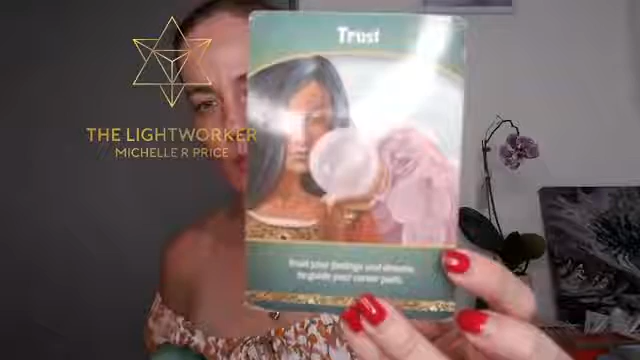 THE LIGHTWORKER
MICHELLE R PRICE
Trust
Trust your feelings and dreams
to guide your career path.